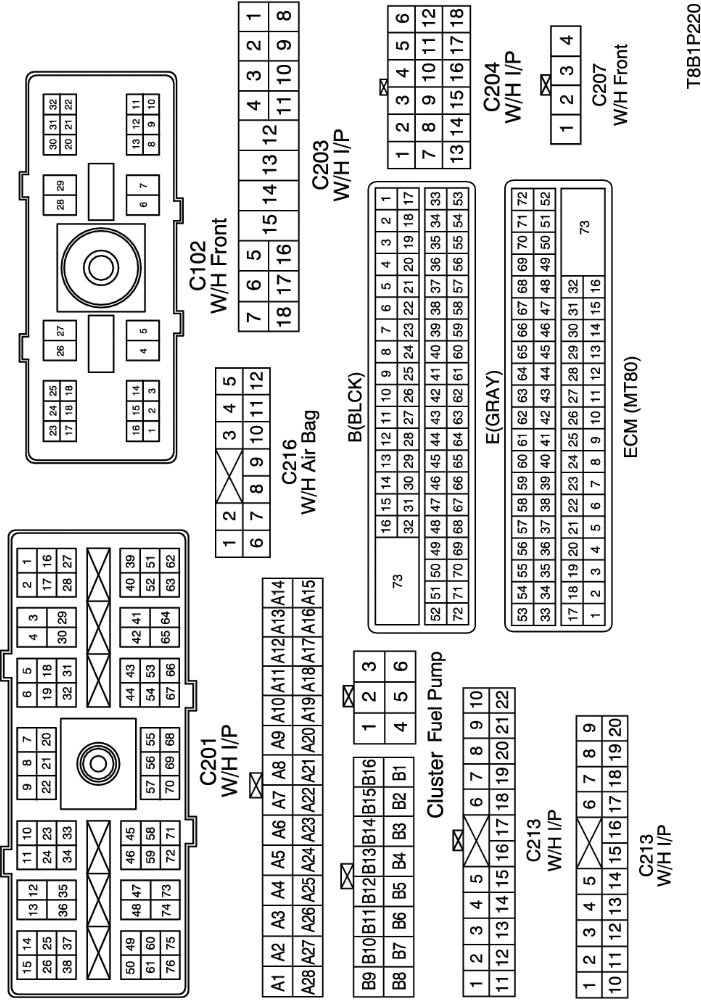 15 14 13 12 11 10 9 8 7 6 5 4 3 2 1
26 25 24 23 22 21 20 19 18 17 16
38 37 36 35 34 33 32 31 30 29 28 27
50 49 48 47 46 45 57 56 55 44 43 42 41 40 39
61 60 59 58 54 53 52 51
76 75 74 73 72 71 70 69 68 67 66 65 64 63 62
C201
W/H I/P
23 24 25 26 27 28 29 30 31 32
17 18 18 20 21 22
16 15 14 4 5 6 7 13 12 11
1 2 3 8 9 10
C102
W/H Front
A1 A2 A3 A4 A5 A6 A7 A8 A9 A10 A11 A12 A13 A14
A28 A27 A26 A25 A24 A23 A22 A21 A20 A19 A18 A17 A16 A15
B9 B10 B11 B12 B13 B14 B15 B16
B8 B7 B6 B5 B4 B3 B2 B1
Cluster
1 2 3
4 5 6
Fuel Pump
1 2 3 4 5
6 7 8 9 10 11 12
C216
W/H Air Bag
7 6 5 15 14 13 12 4 3 2 1
18 17 16 11 10 9 8
C203
W/H I/P
1 2 3 4 5 6 7 8 9 10
11 12 13 14 15 16 17 18 19 20 21 22
C213
W/H I/P
1 2 3 4 5 6 7 8 9
10 11 12 13 14 15 16 17 18 19 20
C213
W/H I/P
B(BLCK)
73
16 15 14 13 12 11 10 9 8 7 6 5 4 3 2 1
32 31 30 29 28 27 26 25 24 23 22 21 20 19 18 17
52 51 50 49 48 47 46 45 44 43 42 41 40 39 38 37 36 35 34 33
72 71 70 69 68 67 66 65 64 63 62 61 60 59 58 57 56 55 54 53
E(GRAY)
53 54 55 56 57 58 59 60 61 62 63 64 65 66 67 68 69 70 71 72
33 34 35 36 37 38 39 40 41 42 43 44 45 46 47 48 49 50 51 52
17 18 19 20 21 22 23 24 25 26 27 28 29 30 31 32
1 2 3 4 5 6 7 8 9 10 11 12 13 14 15 16
73
ECM (MT80)
1 2 3 4 5 6
7 8 9 10 11 12
13 14 15 16 17 18
C204
W/H I/P
1 2 3 4
C207
W/H Front
T8B1P220